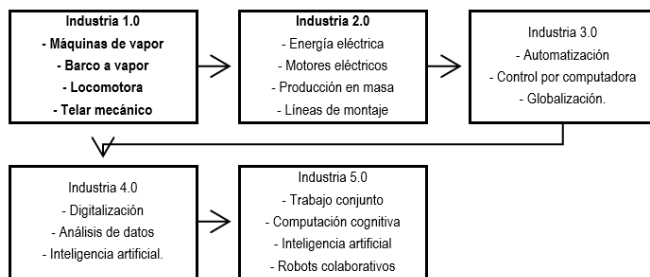 Industria 1.0
- Máquinas de vapor
- Barco a vapor
- Locomotora
- Telar mecánico
Industria 2.0
- Energía eléctrica
- Motores eléctricos
- Producción en masa
- Líneas de montaje
Industria 3.0
- Automatización
- Control por computadora
- Globalización.
Industria 4.0
- Digitalización
- Análisis de datos
- Inteligencia artificial.
Industria 5.0
- Trabajo conjunto
- Computación cognitiva
- Inteligencia artificial
- Robots colaborativos